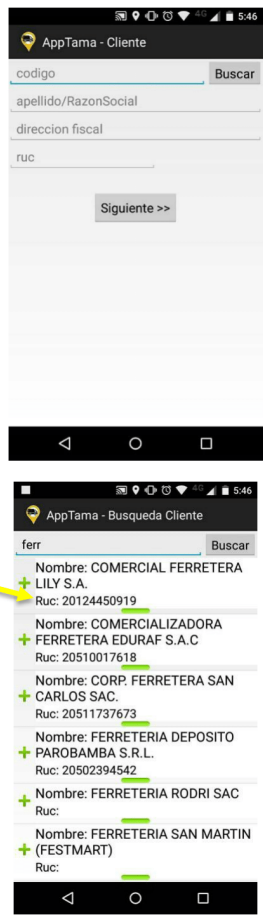 4G 5:46
AppTama - Cliente
codigo Buscar
apellido/RazonSocial
direccion fiscal
ruc
Siguiente >>
4G 5:46
AppTama - Busqueda Cliente
ferr Buscar
Nombre: COMERCIAL FERRETERA
LILY S.A.
Ruc: 20124450919
Nombre: COMERCIALIZADORA
FERRETERA EDURAF S.A.C
Ruc: 20510017618
Nombre: CORP. FERRETERA SAN
CARLOS SAC.
Ruc: 20511737673
Nombre: FERRETERIA DEPOSITO
PAROBAMBA S.R.L.
Ruc: 20502394542
Nombre: FERRETERIA RODRI SAC
Ruc:
Nombre: FERRETERIA SAN MARTIN
(FESTMART)
Ruc: